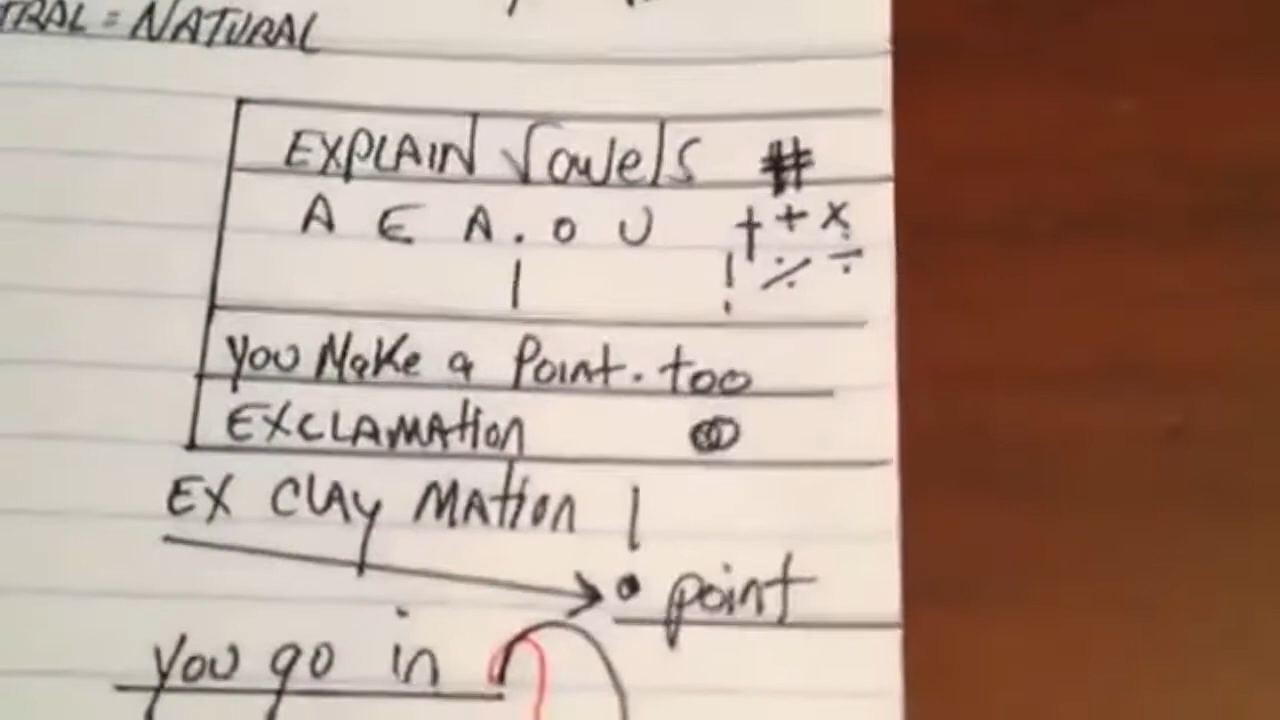 TRAL = NATURAL
EXPLAIN Vowels #
A E A . O U † + x
| ! ٪ ÷
you Make a Point. too
EXCLAMAtion
EX CLAy MAtion |
• point
you go in